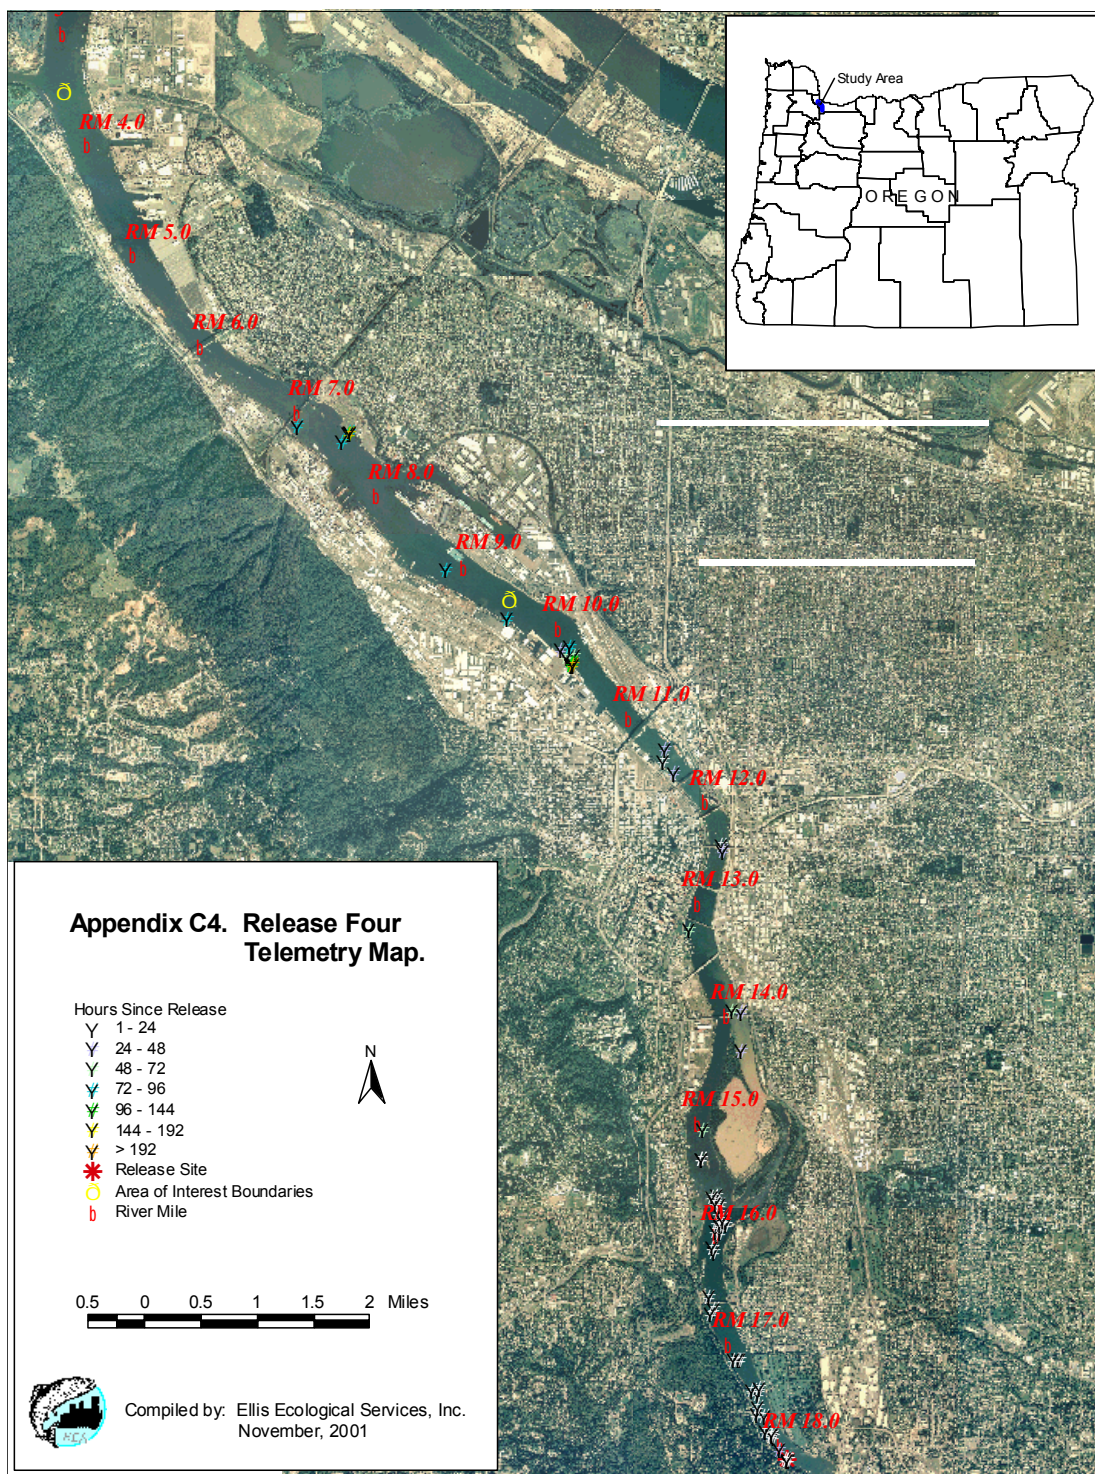 Study Area
OREGON
RM 4.0
RM 5.0
RM 6.0
RM 7.0
RM 8.0
RM 9.0
RM 10.0
RM 11.0
RM 12.0
RM 13.0
RM 14.0
RM 15.0
RM 16.0
RM 17.0
RM 18.0
Appendix C4. Release Four
Telemetry Map.
Hours Since Release
1 - 24
24 - 48
48 - 72
72 - 96
96 - 144
144 - 192
> 192
Release Site
Area of Interest Boundaries
b River Mile
N
0.5 0 0.5 1 1.5 2 Miles
Compiled by: Ellis Ecological Services, Inc.
November, 2001